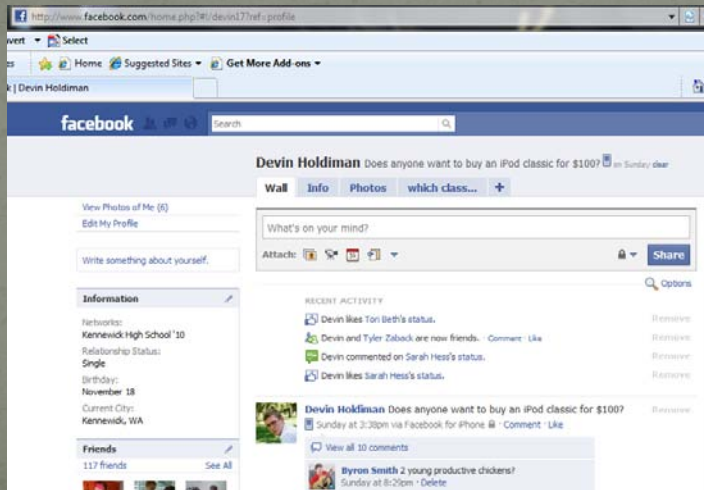 http://www.facebook.com/home.php?#!/devin17?ref=profile
vert Select
es Home Suggested Sites Get More Add-ons
k | Devin Holdiman
facebook Search
Devin Holdiman Does anyone want to buy an iPod classic for $100? on Sunday clear
Wall Info Photos which class... +
View Photos of Me (6)
Edit My Profile
What's on your mind?
Write something about yourself.
Attach: 31 Share
Options
Information
Networks:
Kennewick High School '10
Relationship Status:
Single
Birthday:
November 18
Current City:
Kennewick, WA
Friends
117 friends See All
RECENT ACTIVITY
Devin likes Tori Beth's status. Remove
Devin and Tyler Zaback are now friends. · Comment · Like Remove
Devin commented on Sarah Hess's status. Remove
Devin likes Sarah Hess's status. Remove
Devin Holdiman Does anyone want to buy an iPod classic for $100? Remove
Sunday at 3:38pm via Facebook for iPhone · Comment · Like
View all 10 comments
Byron Smith 2 young productive chickens?
Sunday at 8:29pm · Delete